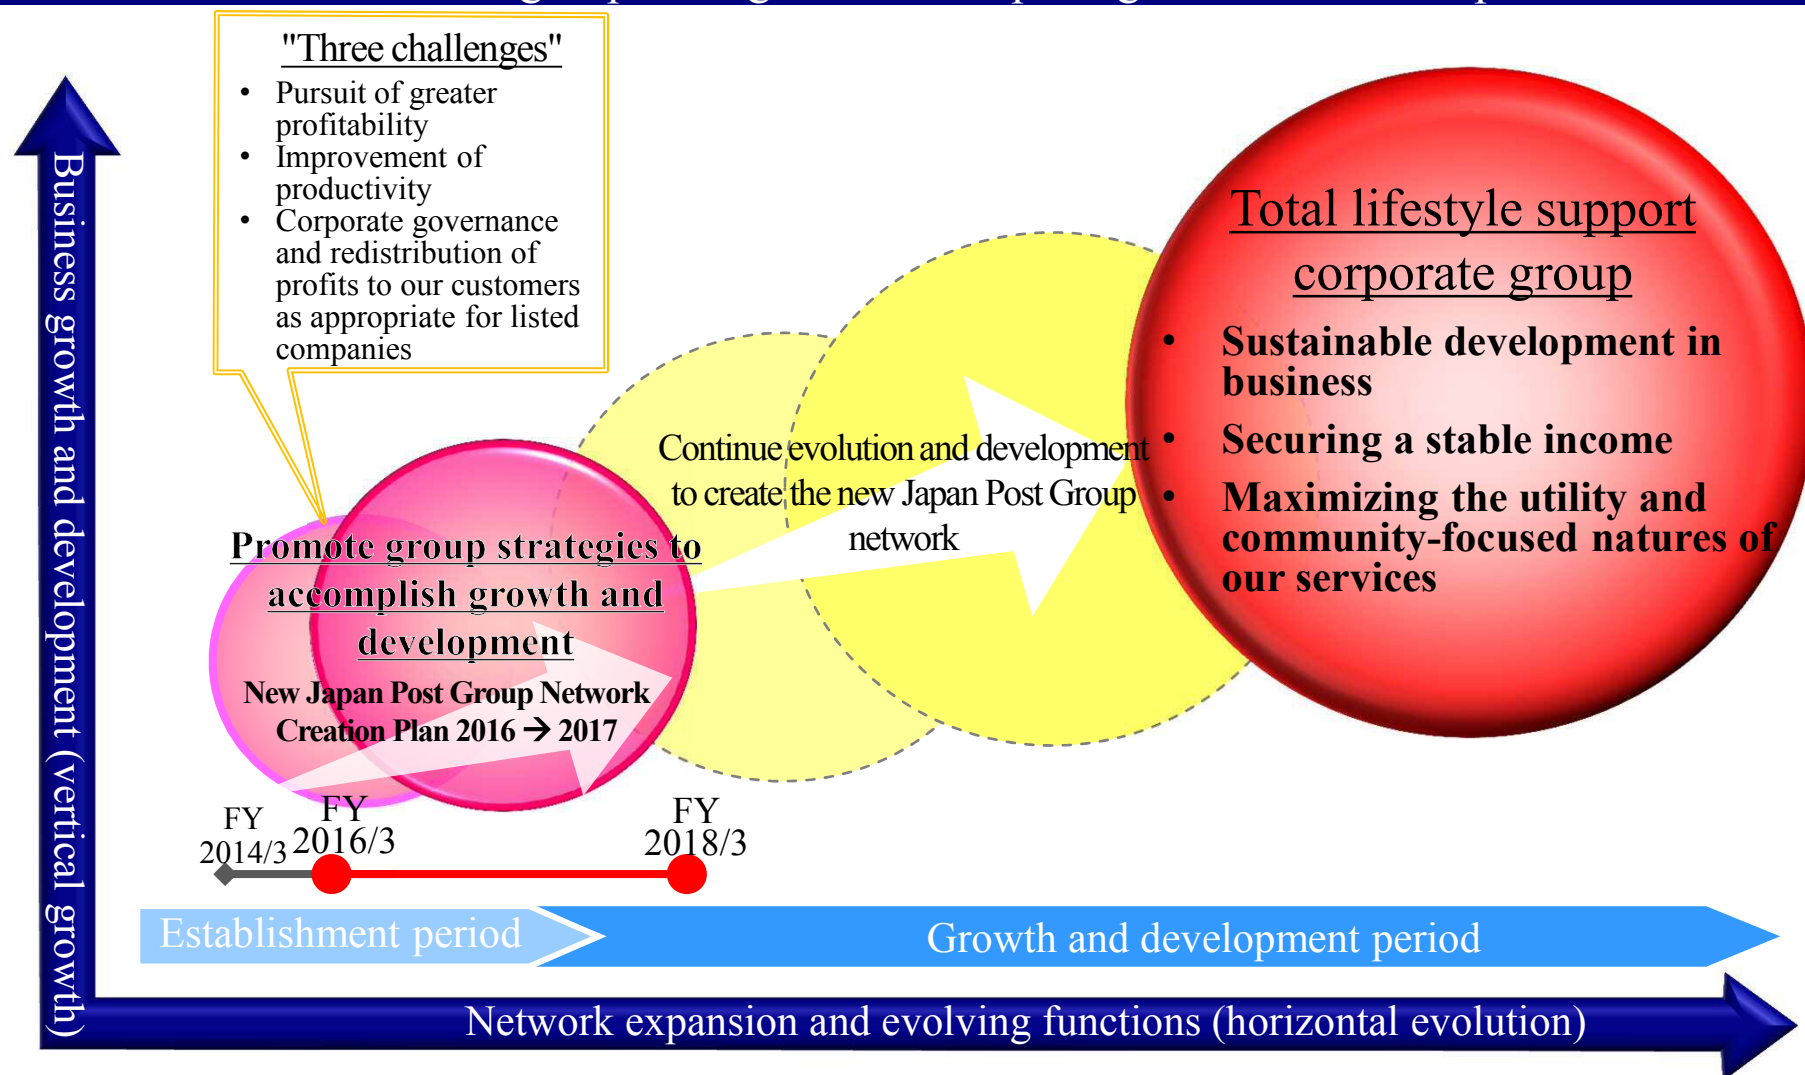 "Three challenges"
• Pursuit of greater
profitability
• Improvement of
productivity
• Corporate governance
and redistribution of
profits to our customers
as appropriate for listed
companies
Business growth and development (vertical growth)
Total lifestyle support
corporate group
• Sustainable development in
business
• Securing a stable income
• Maximizing the utility and
community-focused natures of
our services
Continue evolution and development
to create the new Japan Post Group
network
Promote group strategies to
accomplish growth and
development
New Japan Post Group Network
Creation Plan 2016 → 2017
FY
2014/3
FY
2016/3
FY
2018/3
Establishment period
Growth and development period
Network expansion and evolving functions (horizontal evolution)